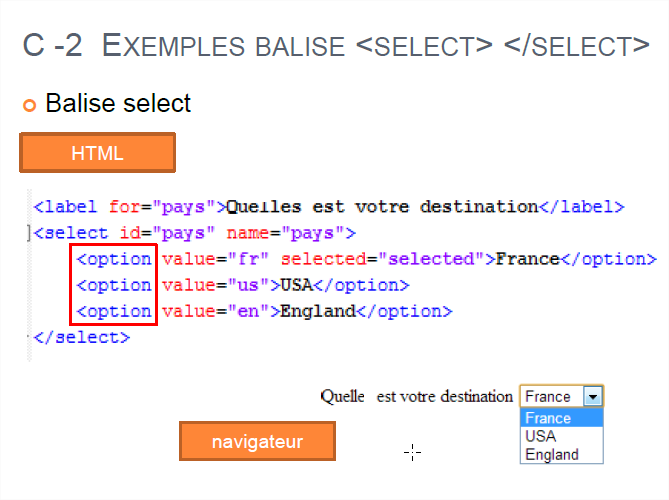 C -2 EXEMPLES BALISE <SELECT> </SELECT>
Balise select
HTML
<label for="pays">Quelles est votre destination</label>
<select id="pays" name="pays">
<option value="fr" selected="selected">France</option>
<option value="us">USA</option>
<option value="en">England</option>
</select>
Quelle est votre destination France
France
USA
England
navigateur